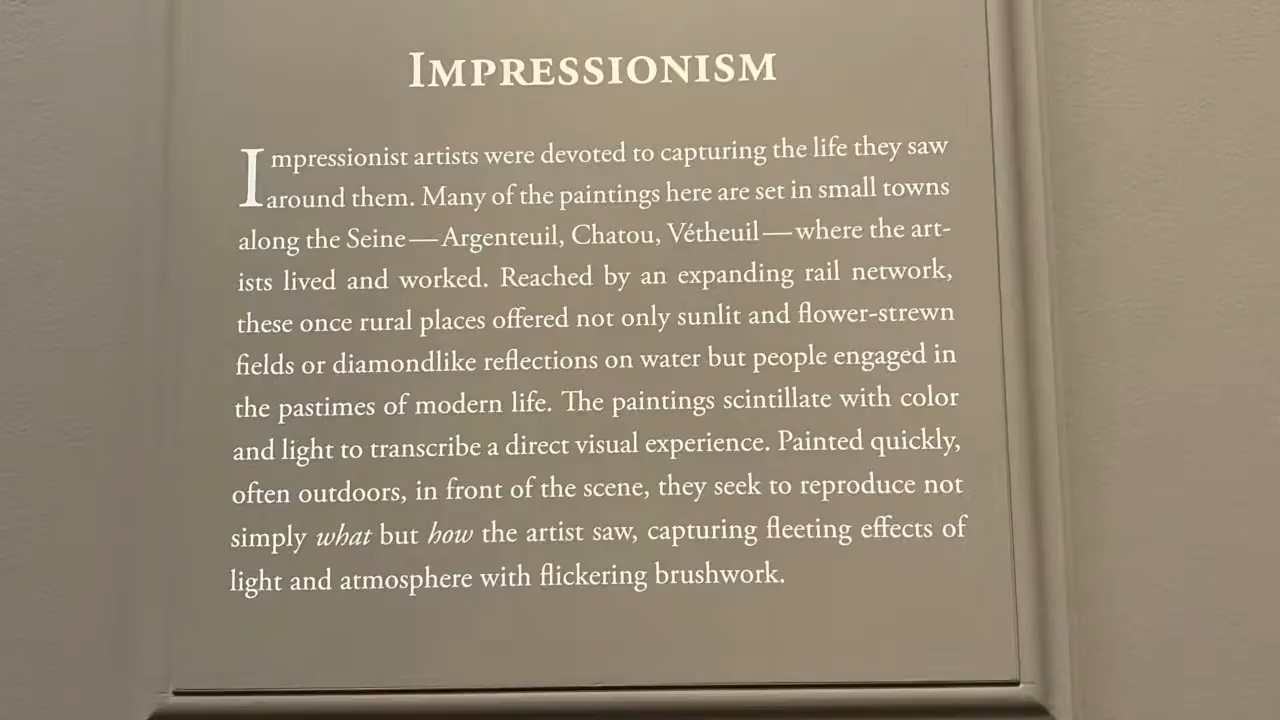 IMPRESSIONISM
Impressionist artists were devoted to capturing the life they saw
around them. Many of the paintings here are set in small towns
along the Seine—Argenteuil, Chatou, Vétheuil—where the art-
ists lived and worked. Reached by an expanding rail network,
these once rural places offered not only sunlit and flower-strewn
fields or diamondlike reflections on water but people engaged in
the pastimes of modern life. The paintings scintillate with color
and light to transcribe a direct visual experience. Painted quickly,
often outdoors, in front of the scene, they seek to reproduce not
simply what but how the artist saw, capturing fleeting effects of
light and atmosphere with flickering brushwork.